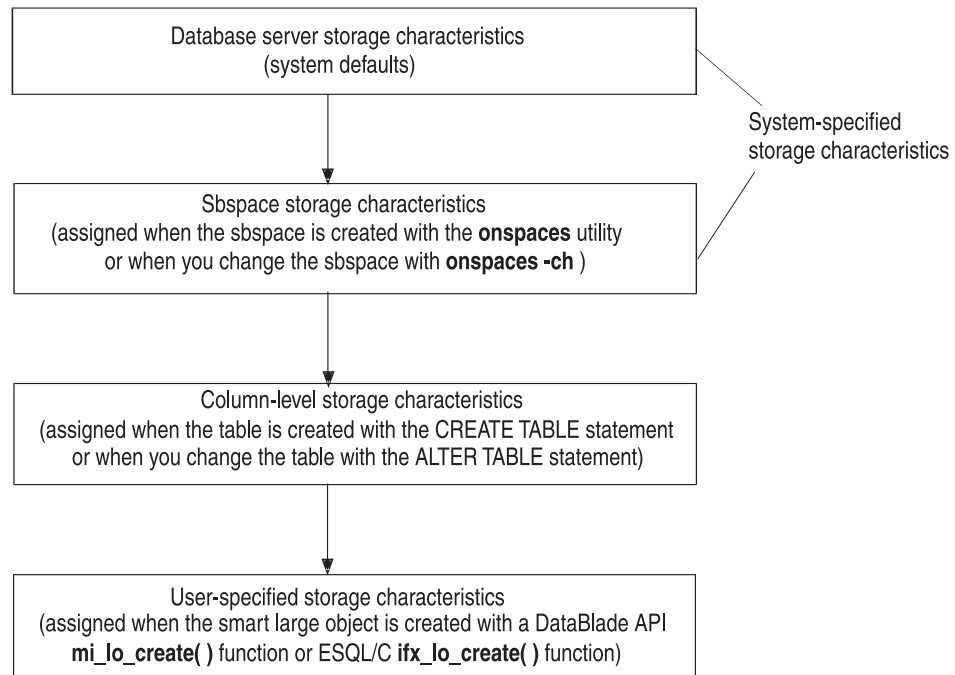 Database server storage characteristics
(system defaults)
System-specified
storage characteristics
Sbspace storage characteristics
(assigned when the sbspace is created with the onspaces utility
or when you change the sbspace with onspaces -ch )
Column-level storage characteristics
(assigned when the table is created with the CREATE TABLE statement
or when you change the table with the ALTER TABLE statement)
User-specified storage characteristics
(assigned when the smart large object is created with a DataBlade API
mi_lo_create( ) function or ESQL/C ifx_lo_create( ) function)